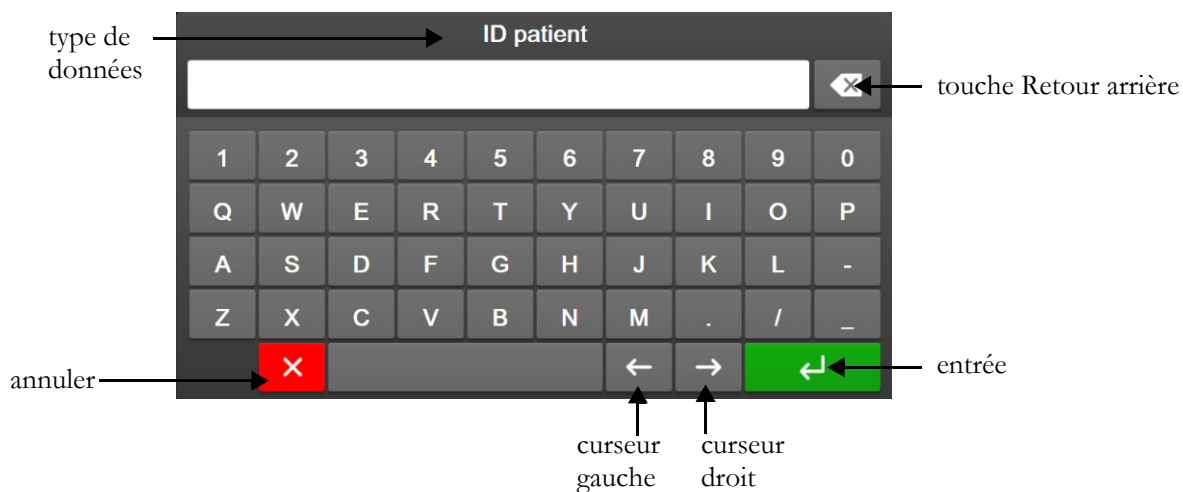 type de
données
ID patient
touche Retour arrière
1 2 3 4 5 6 7 8 9 0
Q W E R T Y U I O P
A S D F G H J K L -
Z X C V B N M . / _
annuler
entrée
curseur
gauche
curseur
droit